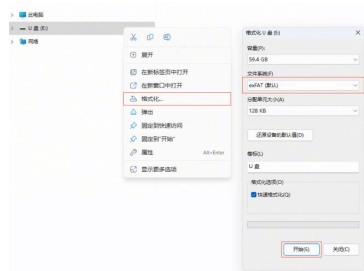 此电脑
U 盘 (E:)
网络
展开
在新标签页中打开
在新窗口中打开
格式化...
弹出
固定到快速访问
固定到"开始"
属性 Alt+Enter
显示更多选项
格式化 U 盘 (E:)
容量(P):
59.4 GB
文件系统(F)
exFAT (默认)
分配单元大小(A)
128 KB
还原设备的默认值(D)
卷标(L)
U 盘
格式化选项(O)
快速格式化(Q)
开始(S)
关闭(C)